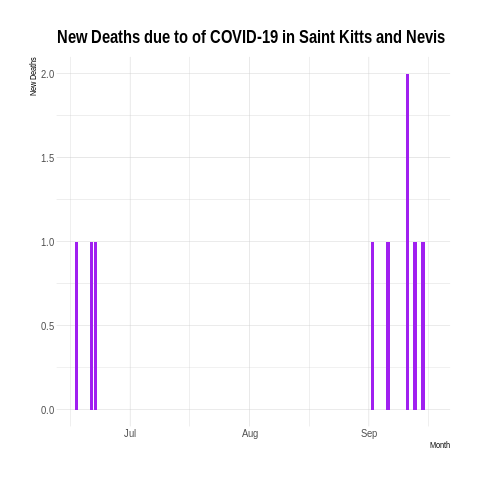 New Deaths due to of COVID-19 in Saint Kitts and Nevis
New Deaths
2.0
1.5
1.0
0.5
0.0
Jul
Aug
Sep
Month